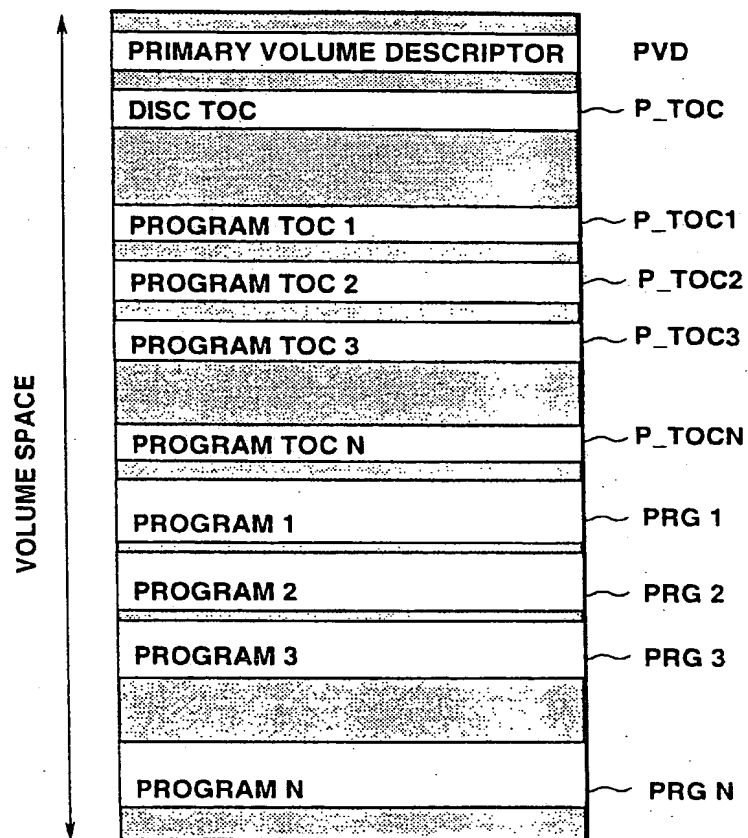 PRIMARY VOLUME DESCRIPTOR PVD
DISC TOC P_TOC
PROGRAM TOC 1 P_TOC1
PROGRAM TOC 2 P_TOC2
PROGRAM TOC 3 P_TOC3
PROGRAM TOC N P_TOCN
PROGRAM 1 PRG 1
PROGRAM 2 PRG 2
PROGRAM 3 PRG 3
PROGRAM N PRG N
VOLUME SPACE